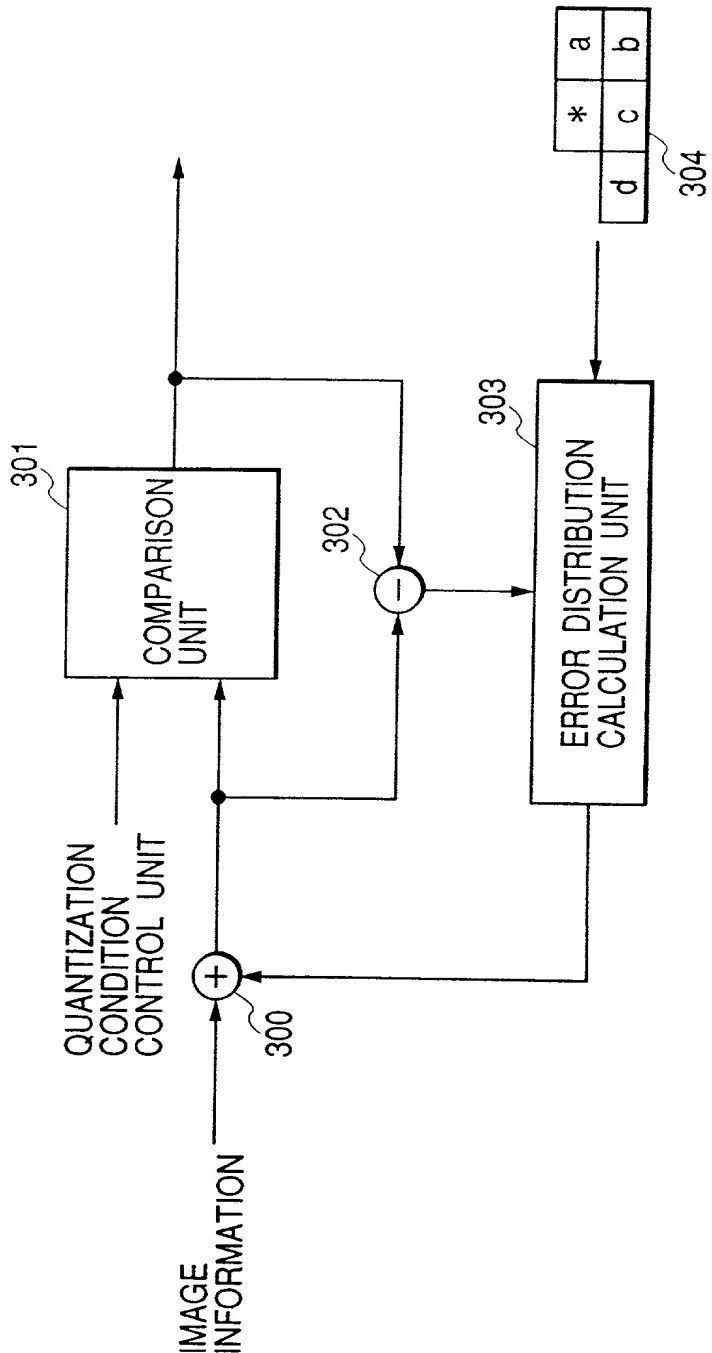 301
COMPARISON
UNIT
QUANTIZATION
CONDITION
CONTROL UNIT
302
−
+
300
IMAGE
INFORMATION
303
ERROR DISTRIBUTION
CALCULATION UNIT
* a
d c b
304